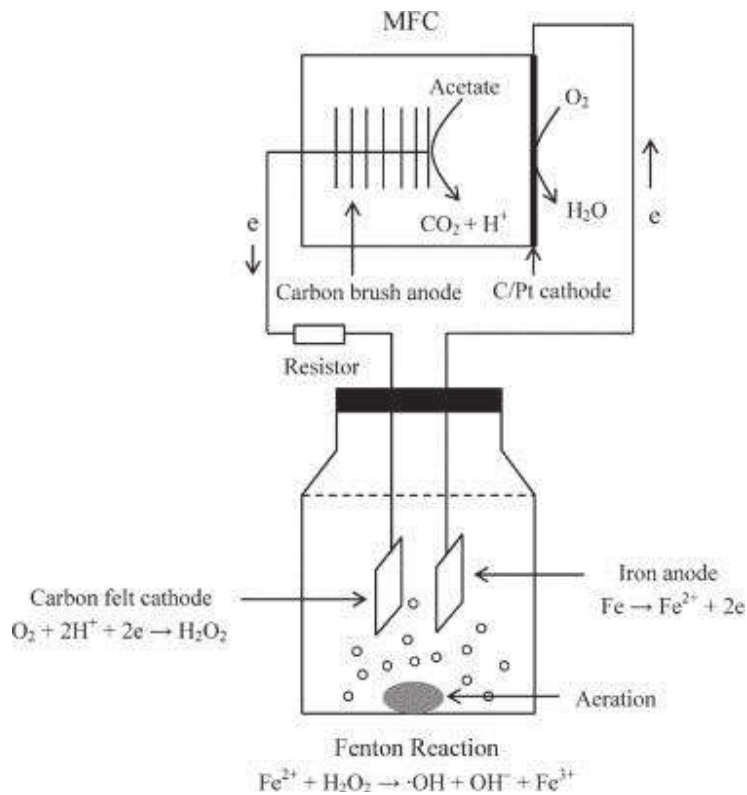 MFC
Acetate
O₂
CO₂ + H⁺
H₂O
e
e
Carbon brush anode
C/Pt cathode
Resistor
Carbon felt cathode
O₂ + 2H⁺ + 2e → H₂O₂
Iron anode
Fe → Fe²⁺ + 2e
Aeration
Fenton Reaction
Fe²⁺ + H₂O₂ → ·OH + OH⁻ + Fe³⁺